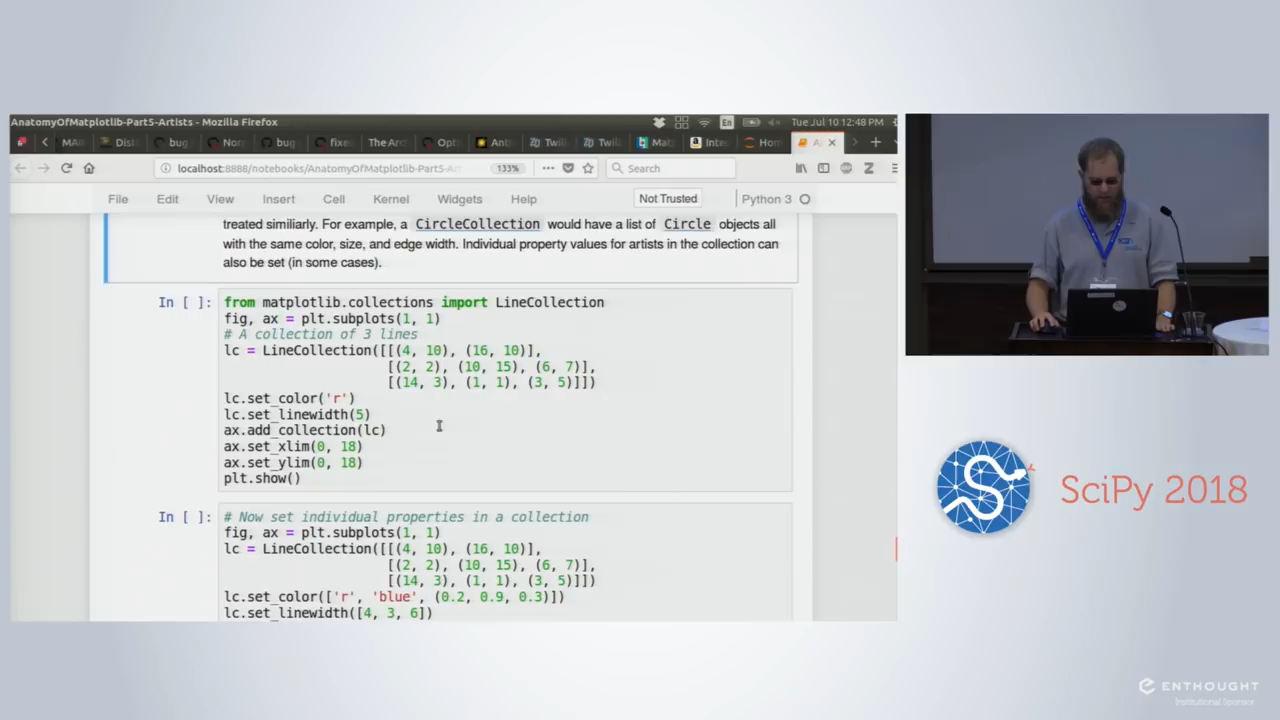 AnatomyOfMatplotlib-Part5-Artists - Mozilla Firefox
En
Tue Jul 10 12:48 PM
bug
bug
fixe
Hom
localhost:8888/notebooks/AnatomyOfMatplotlib-Part5-Ar
133%
Search
File Edit View Insert Cell Kernel Widgets Help
Not Trusted
Python 3
treated similiarly. For example, a CircleCollection would have a list of Circle objects all
with the same color, size, and edge width. Individual property values for artists in the collection can
also be set (in some cases).
In [ ]: from matplotlib.collections import LineCollection
fig, ax = plt.subplots(1, 1)
# A collection of 3 lines
lc = LineCollection([[(4, 10), (16, 10)],
[(2, 2), (10, 15), (6, 7)],
[(14, 3), (1, 1), (3, 5)]])
lc.set_color('r')
lc.set_linewidth(5)
ax.add_collection(lc)
ax.set_xlim(0, 18)
ax.set_ylim(0, 18)
plt.show()
In [ ]: # Now set individual properties in a collection
fig, ax = plt.subplots(1, 1)
lc = LineCollection([[(4, 10), (16, 10)],
[(2, 2), (10, 15), (6, 7)],
[(14, 3), (1, 1), (3, 5)]])
lc.set_color(['r', 'blue', (0.2, 0.9, 0.3)])
lc.set_linewidth([4, 3, 6])
SciPy 2018
ENTHOUGHT
Institutional Sponsor